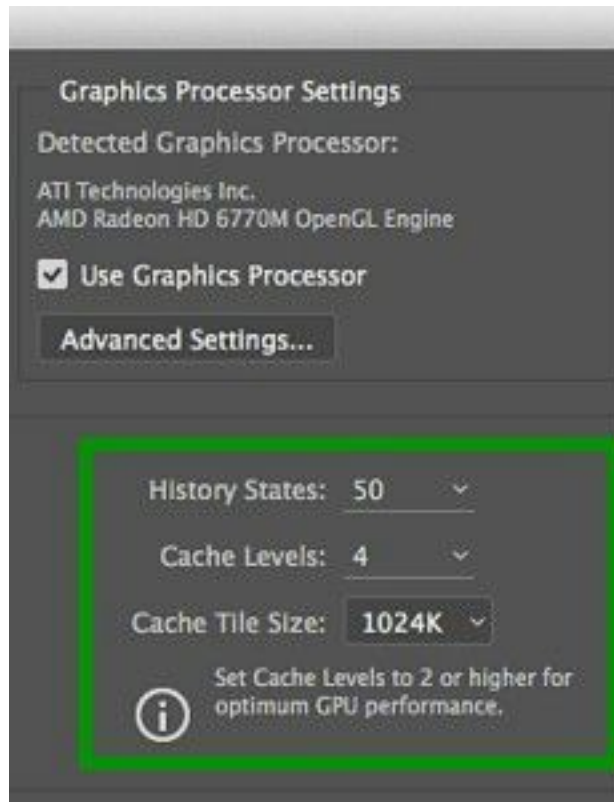 Graphics Processor Settings
Detected Graphics Processor:
ATI Technologies Inc.
AMD Radeon HD 6770M OpenGL Engine
Use Graphics Processor
Advanced Settings...
History States: 50
Cache Levels: 4
Cache Tile Size: 1024K
Set Cache Levels to 2 or higher for
optimum GPU performance.